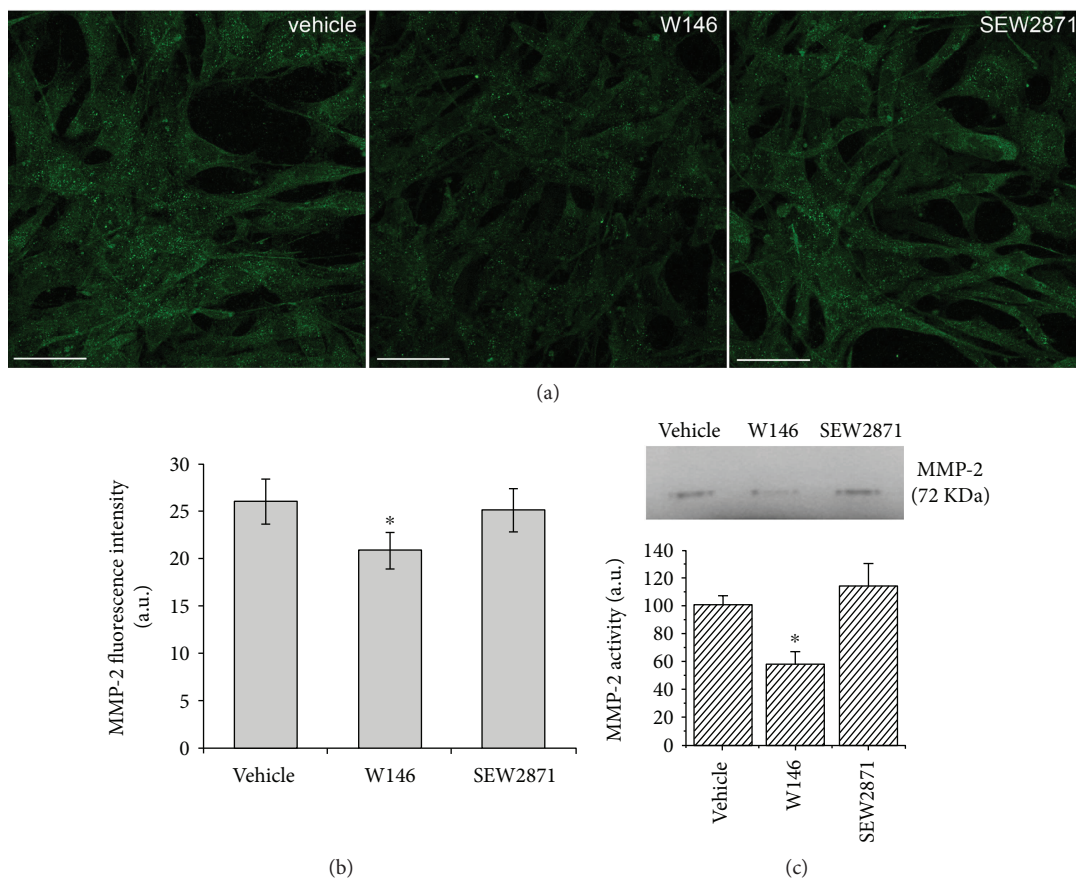 vehicle
W146
SEW2871
(a)
MMP-2 fluorescence intensity
(a.u.)
30
25
20
15
10
5
0
*
Vehicle
W146
SEW2871
(b)
Vehicle
W146
SEW2871
MMP-2
(72 KDa)
MMP-2 activity (a.u.)
140
120
100
80
60
40
20
0
*
Vehicle
W146
SEW2871
(c)